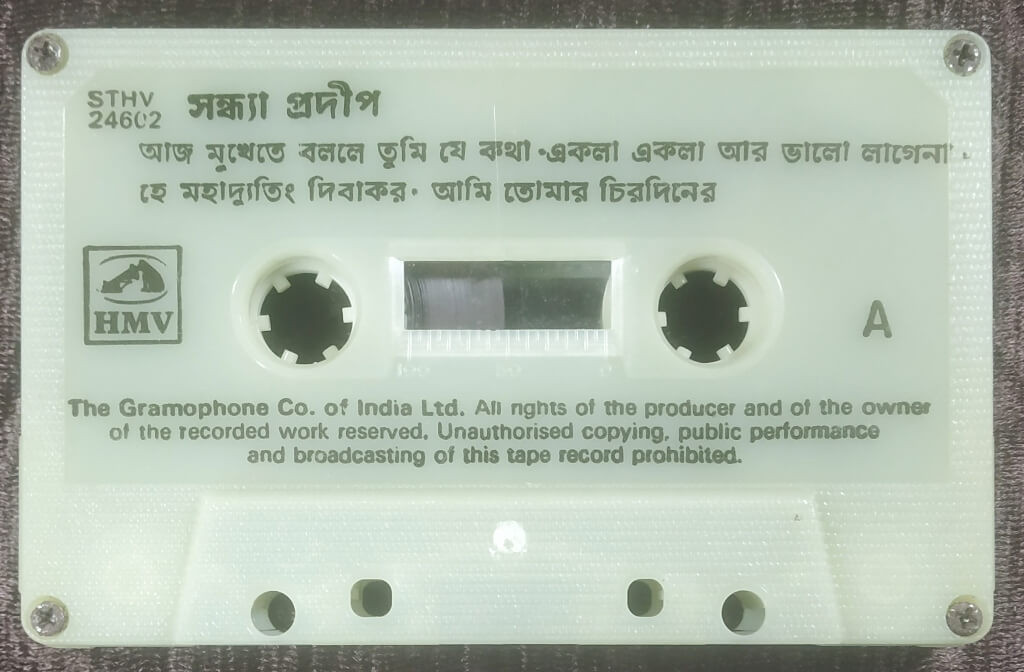 STHV
24602
সন্ধ্যা প্রদীপ
আজ মুখেতে বললে তুমি যে কথা · একলা একলা আর ভালো লাগেনা ·
হে মহাদ্যুতিং দিবাকর · আমি তোমার চিরদিনের
HMV
A
The Gramophone Co. of India Ltd. All rights of the producer and of the owner
of the recorded work reserved. Unauthorised copying, public performance
and broadcasting of this tape record prohibited.